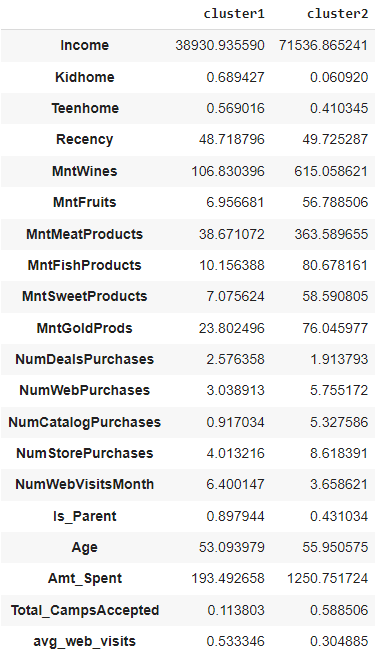 cluster1 cluster2
Income 38930.935590 71536.865241
Kidhome 0.689427 0.060920
Teenhome 0.569016 0.410345
Recency 48.718796 49.725287
MntWines 106.830396 615.058621
MntFruits 6.956681 56.788506
MntMeatProducts 38.671072 363.589655
MntFishProducts 10.156388 80.678161
MntSweetProducts 7.075624 58.590805
MntGoldProds 23.802496 76.045977
NumDealsPurchases 2.576358 1.913793
NumWebPurchases 3.038913 5.755172
NumCatalogPurchases 0.917034 5.327586
NumStorePurchases 4.013216 8.618391
NumWebVisitsMonth 6.400147 3.658621
Is_Parent 0.897944 0.431034
Age 53.093979 55.950575
Amt_Spent 193.492658 1250.751724
Total_CampsAccepted 0.113803 0.588506
avg_web_visits 0.533346 0.304885